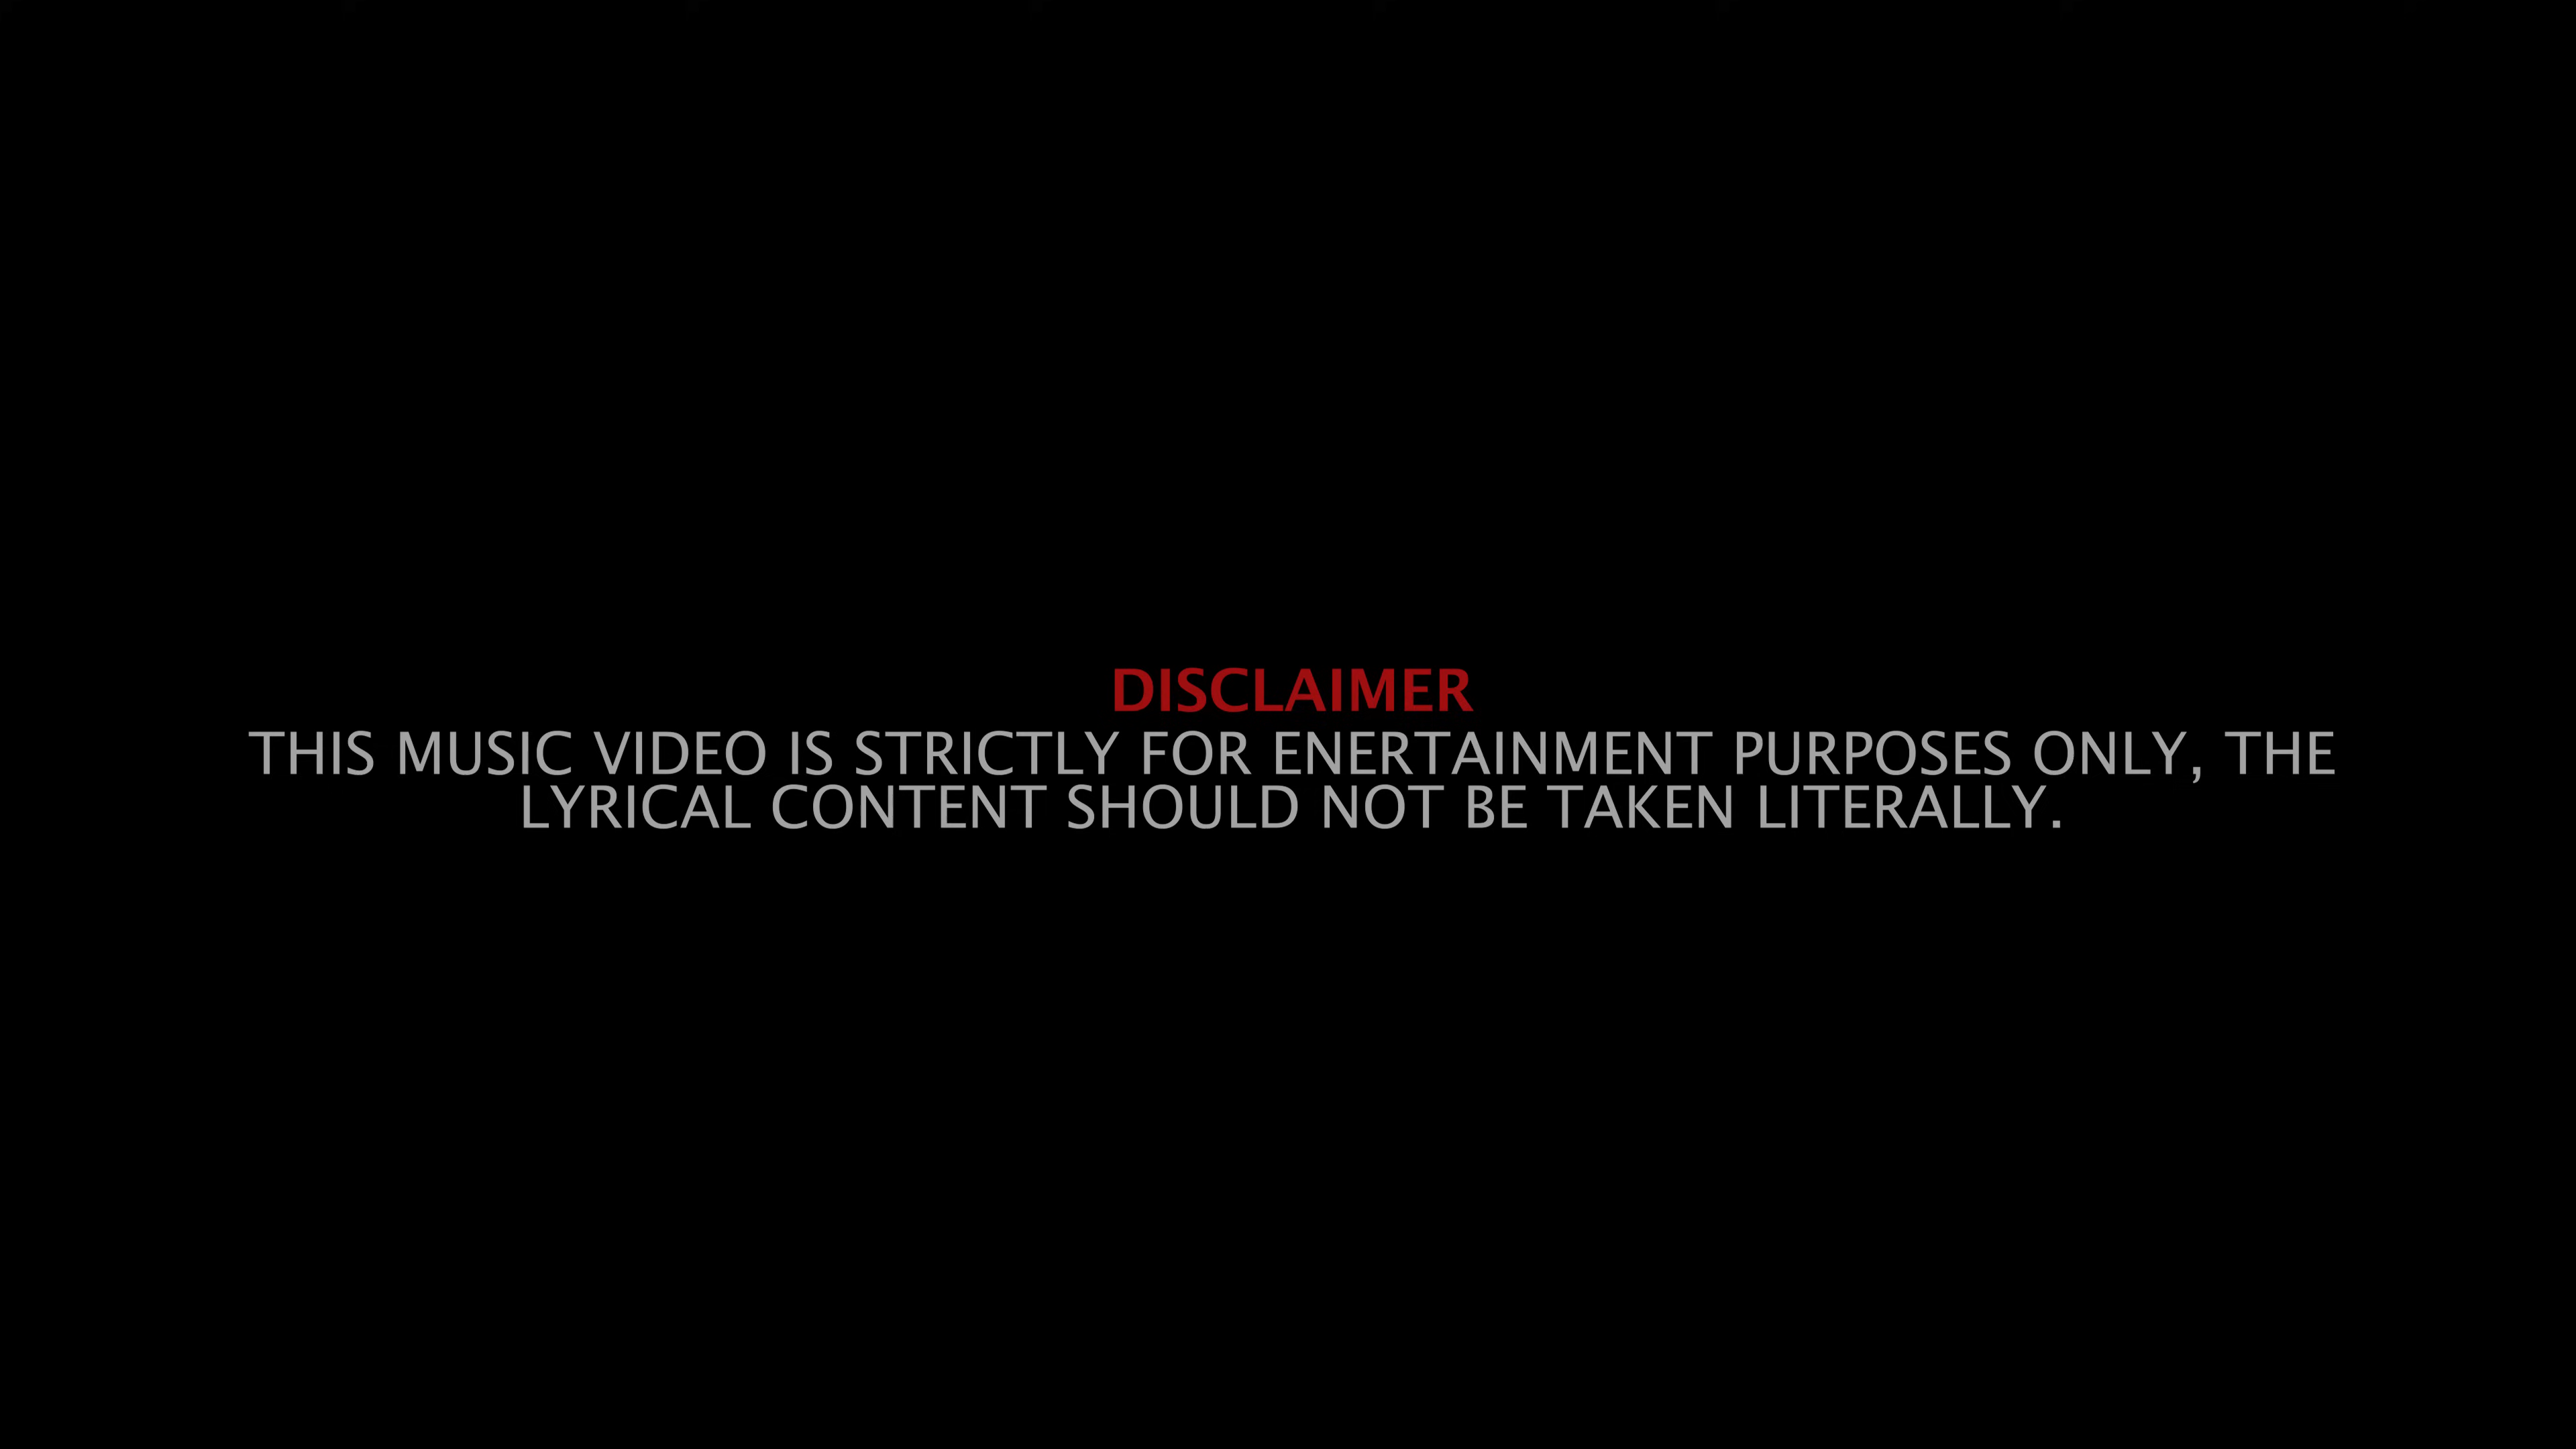 DISCLAIMER
THIS MUSIC VIDEO IS STRICTLY FOR ENERTAINMENT PURPOSES ONLY, THE
LYRICAL CONTENT SHOULD NOT BE TAKEN LITERALLY.